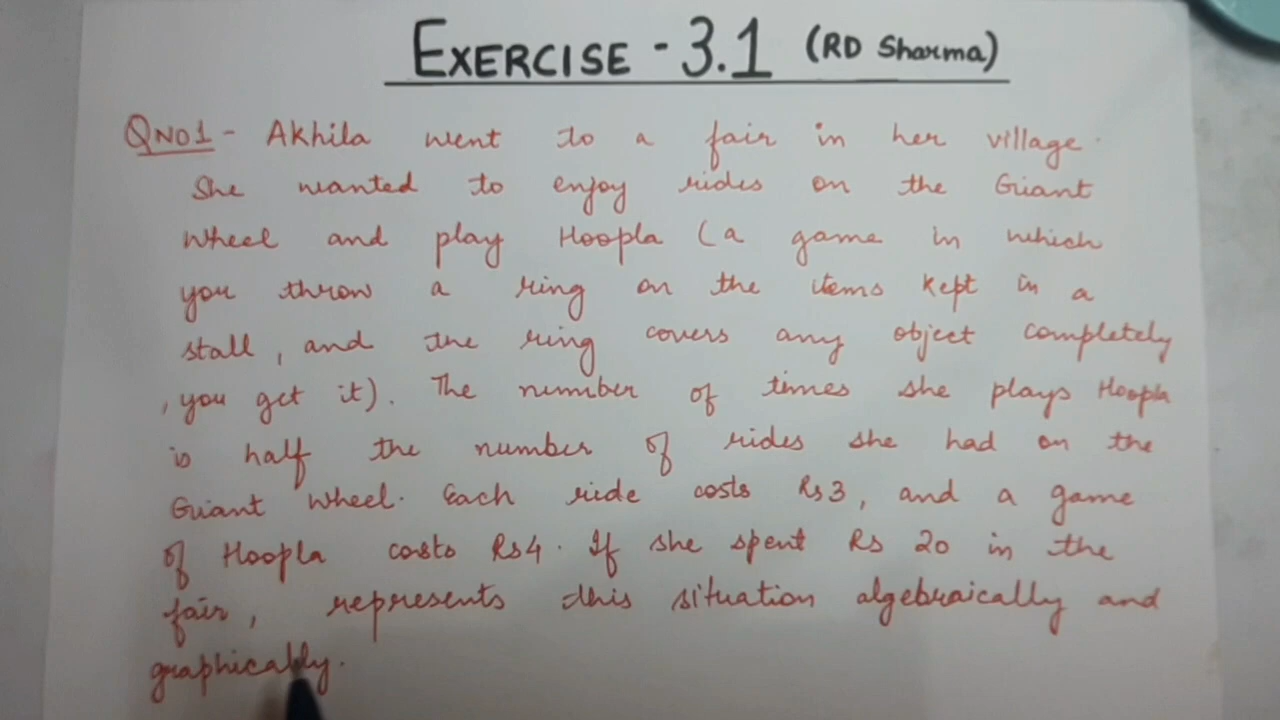 EXERCISE - 3.1 (RD Sharma)
QNO1 - Akhila went to a fair in her village.
She wanted to enjoy rides on the Giant
Wheel and play Hoopla (a game in which
you throw a ring on the items kept in a
stall, and the ring covers any object completely
, you get it). The number of times she plays Hoopla
is half the number of rides she had on the
Giant Wheel. Each ride costs Rs3, and a game
of Hoopla costs Rs4. If she spent Rs 20 in the
fair, represents this situation algebraically and
graphically.